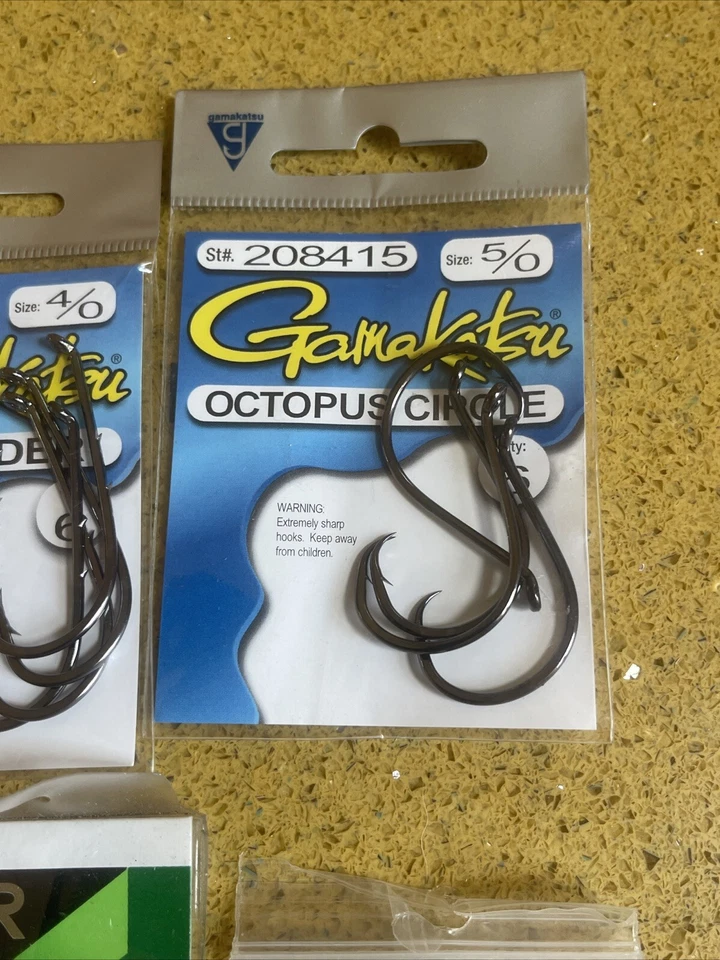 gamakatsu
g
St#. 208415
Size: 5/0
Gamakatsu®
OCTOPUS CIRCLE
WARNING:
Extremely sharp
hooks. Keep away
from children.
Size: 4/0
®
6
R